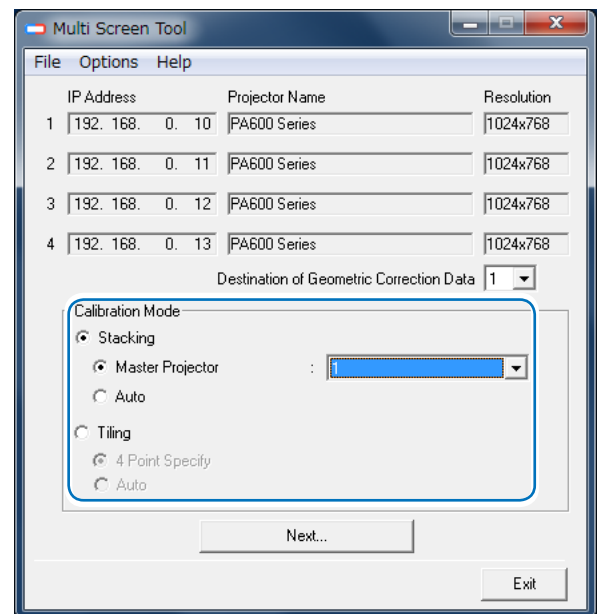 Multi Screen Tool
File Options Help
IP Address Projector Name Resolution
1 192. 168. 0. 10 PA600 Series 1024x768
2 192. 168. 0. 11 PA600 Series 1024x768
3 192. 168. 0. 12 PA600 Series 1024x768
4 192. 168. 0. 13 PA600 Series 1024x768
Destination of Geometric Correction Data 1
Calibration Mode
Stacking
Master Projector : 1
Auto
Tiling
4 Point Specify
Auto
Next...
Exit